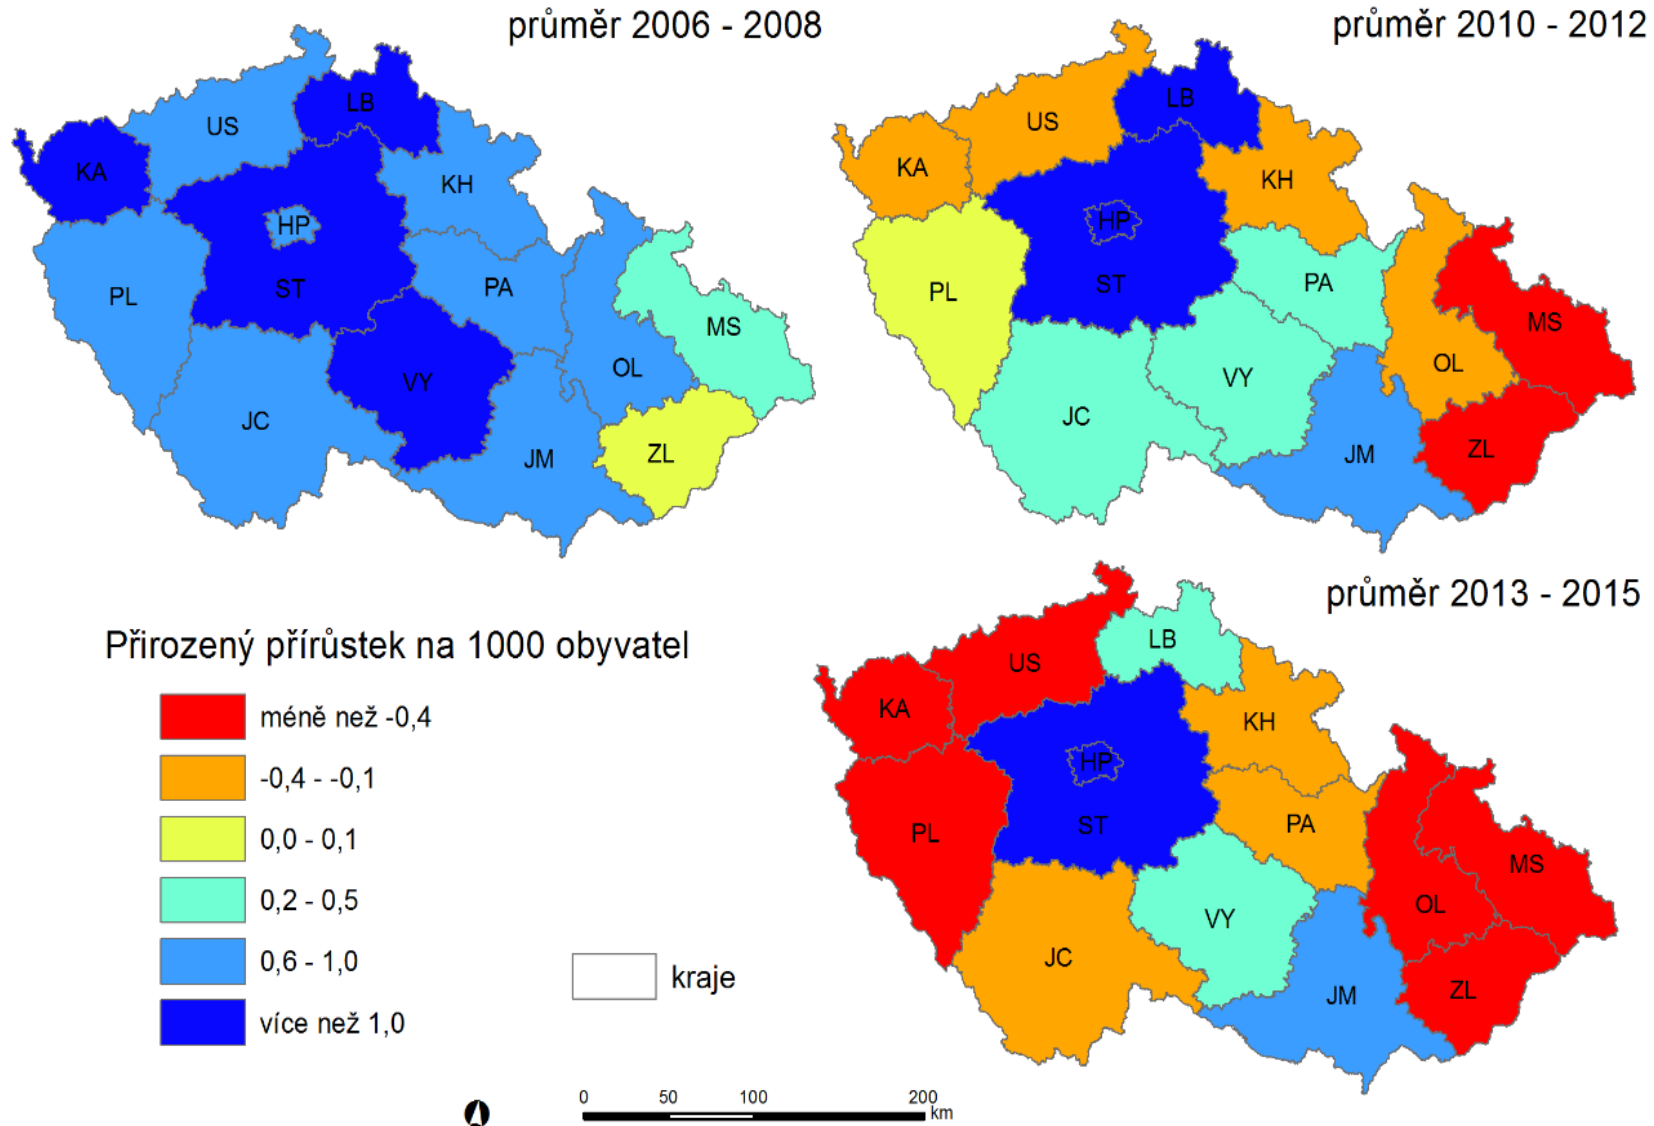 průměr 2006 - 2008
US
LB
KA
KH
HP
PL
ST
PA
MS
VY
OL
JC
JM
ZL
průměr 2010 - 2012
US
LB
KA
KH
HP
PL
ST
PA
MS
VY
OL
JC
JM
ZL
průměr 2013 - 2015
US
LB
KA
KH
HP
PL
ST
PA
MS
VY
OL
JC
JM
ZL
Přirozený přírůstek na 1000 obyvatel
méně než -0,4
-0,4 - -0,1
0,0 - 0,1
0,2 - 0,5
0,6 - 1,0
více než 1,0
kraje
0 50 100 200
km